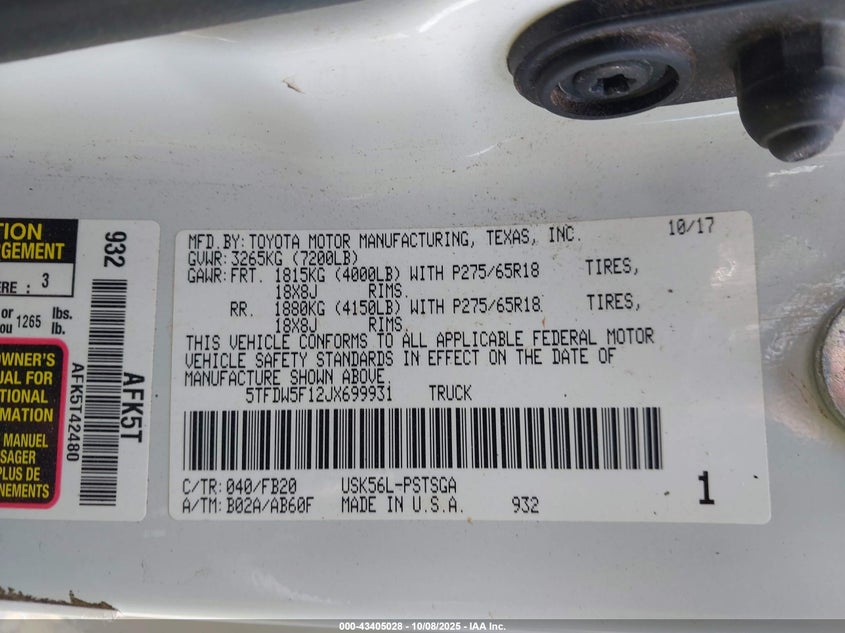 TION
RGEMENT
ERE : 3
or 1265 lbs.
ou lb.
OWNER'S
UAL FOR
TIONAL
RMATION
MANUEL
SAGER
PLUS DE
NEMENTS
932
AFK5T
AFK5T42480
MFD.BY: TOYOTA MOTOR MANUFACTURING, TEXAS, INC. 10/17
GVWR: 3265KG (7200LB)
GAWR: FRT. 1815KG (4000LB) WITH P275/65R18 TIRES,
18X8J RIMS.
RR. 1880KG (4150LB) WITH P275/65R18 TIRES,
18X8J RIMS.
THIS VEHICLE CONFORMS TO ALL APPLICABLE FEDERAL MOTOR
VEHICLE SAFETY STANDARDS IN EFFECT ON THE DATE OF
MANUFACTURE SHOWN ABOVE.
5TFDW5F12JX699931 TRUCK
C/TR: 040/FB20 USK56L-PSTSGA
A/TM: B02A/AB60F MADE IN U.S.A. 932 1
000-43405028 - 10/08/2025 - IAA Inc.